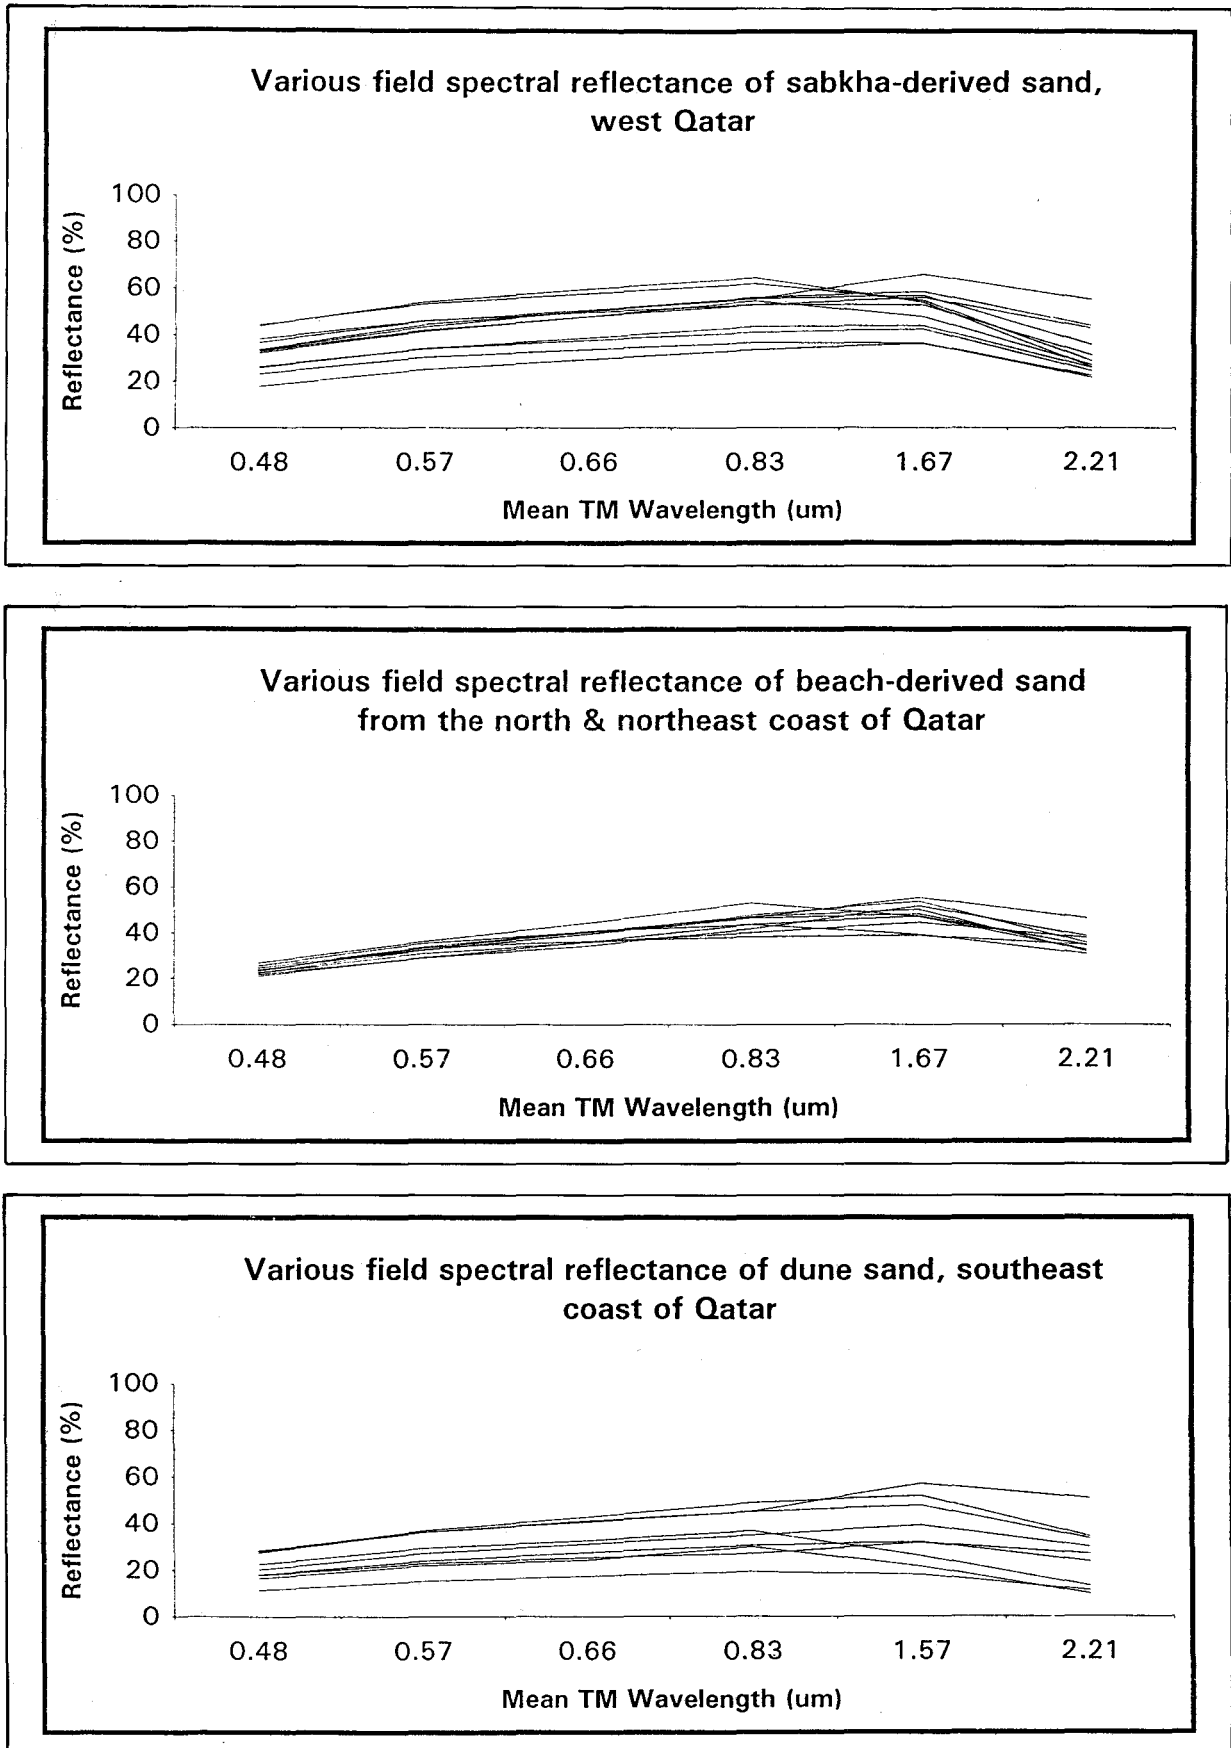 Various field spectral reflectance of sabkha-derived sand,
west Qatar
Reflectance (%)
100
80
60
40
20
0
0.48 0.57 0.66 0.83 1.67 2.21
Mean TM Wavelength (um)
Various field spectral reflectance of beach-derived sand
from the north & northeast coast of Qatar
Reflectance (%)
100
80
60
40
20
0
0.48 0.57 0.66 0.83 1.67 2.21
Mean TM Wavelength (um)
Various field spectral reflectance of dune sand, southeast
coast of Qatar
Reflectance (%)
100
80
60
40
20
0
0.48 0.57 0.66 0.83 1.57 2.21
Mean TM Wavelength (um)